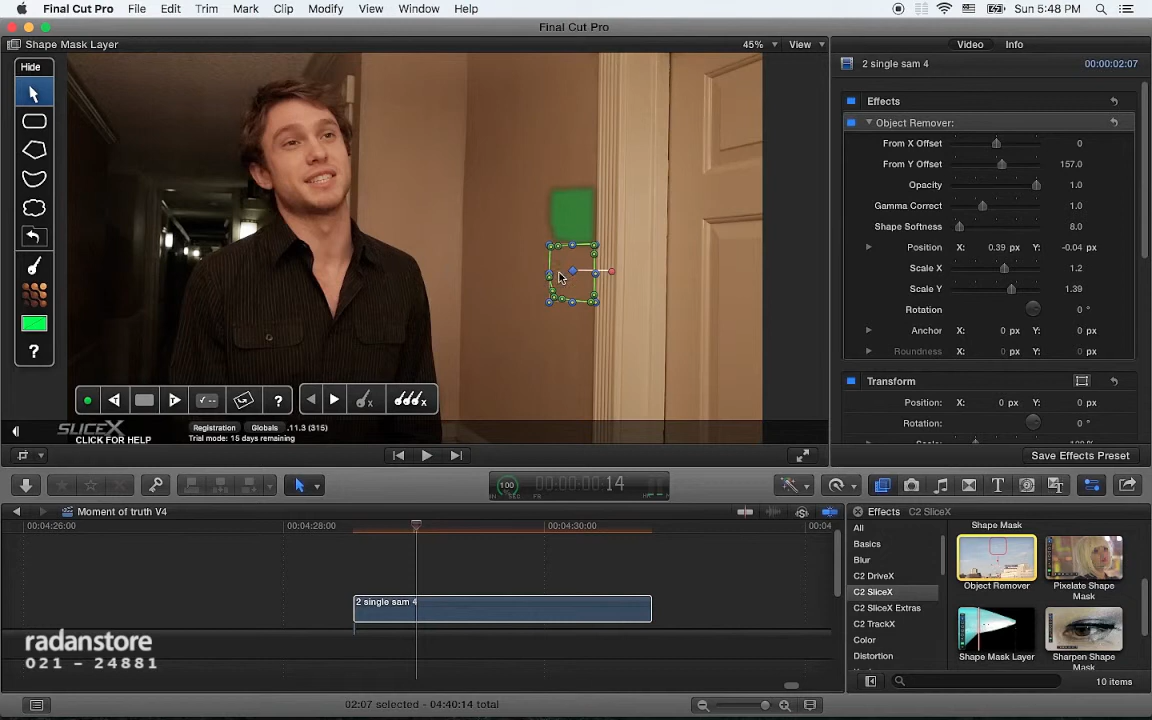 Final Cut Pro File Edit Trim Mark Clip Modify View Window Help Sun 5:48 PM
Final Cut Pro
Shape Mask Layer 45% View Video Info
Hide
2 single sam 4 00:00:02:07
Effects
Object Remover:
From X Offset 0
From Y Offset 157.0
Opacity 1.0
Gamma Correct 1.0
Shape Softness 8.0
Position X: 0.39 px Y: -0.04 px
Scale X 1.2
Scale Y 1.39
Rotation 0 °
Anchor X: 0 px Y: 0 px
Roundness X: 0 px Y: 0 px
Transform
Position: X: 0 px Y: 0 px
Rotation: 0 °
?
?
SLICEX
CLICK FOR HELP
Registration Globals .11.3 (315)
Trial mode: 15 days remaining
Save Effects Preset
100 00:00:00:14
Moment of truth V4
00:04:26:00 00:04:28:00 00:04:30:00 00:04
2 single sam 4
Effects C2 SliceX
All
Basics
Blur
C2 DriveX
C2 SliceX
C2 SliceX Extras
C2 TrackX
Color
Distortion
Shape Mask
Object Remover
Pixelate Shape Mask
Shape Mask Layer
Sharpen Shape Mask
10 items
radanstore
021 - 24881
02:07 selected - 04:40:14 total